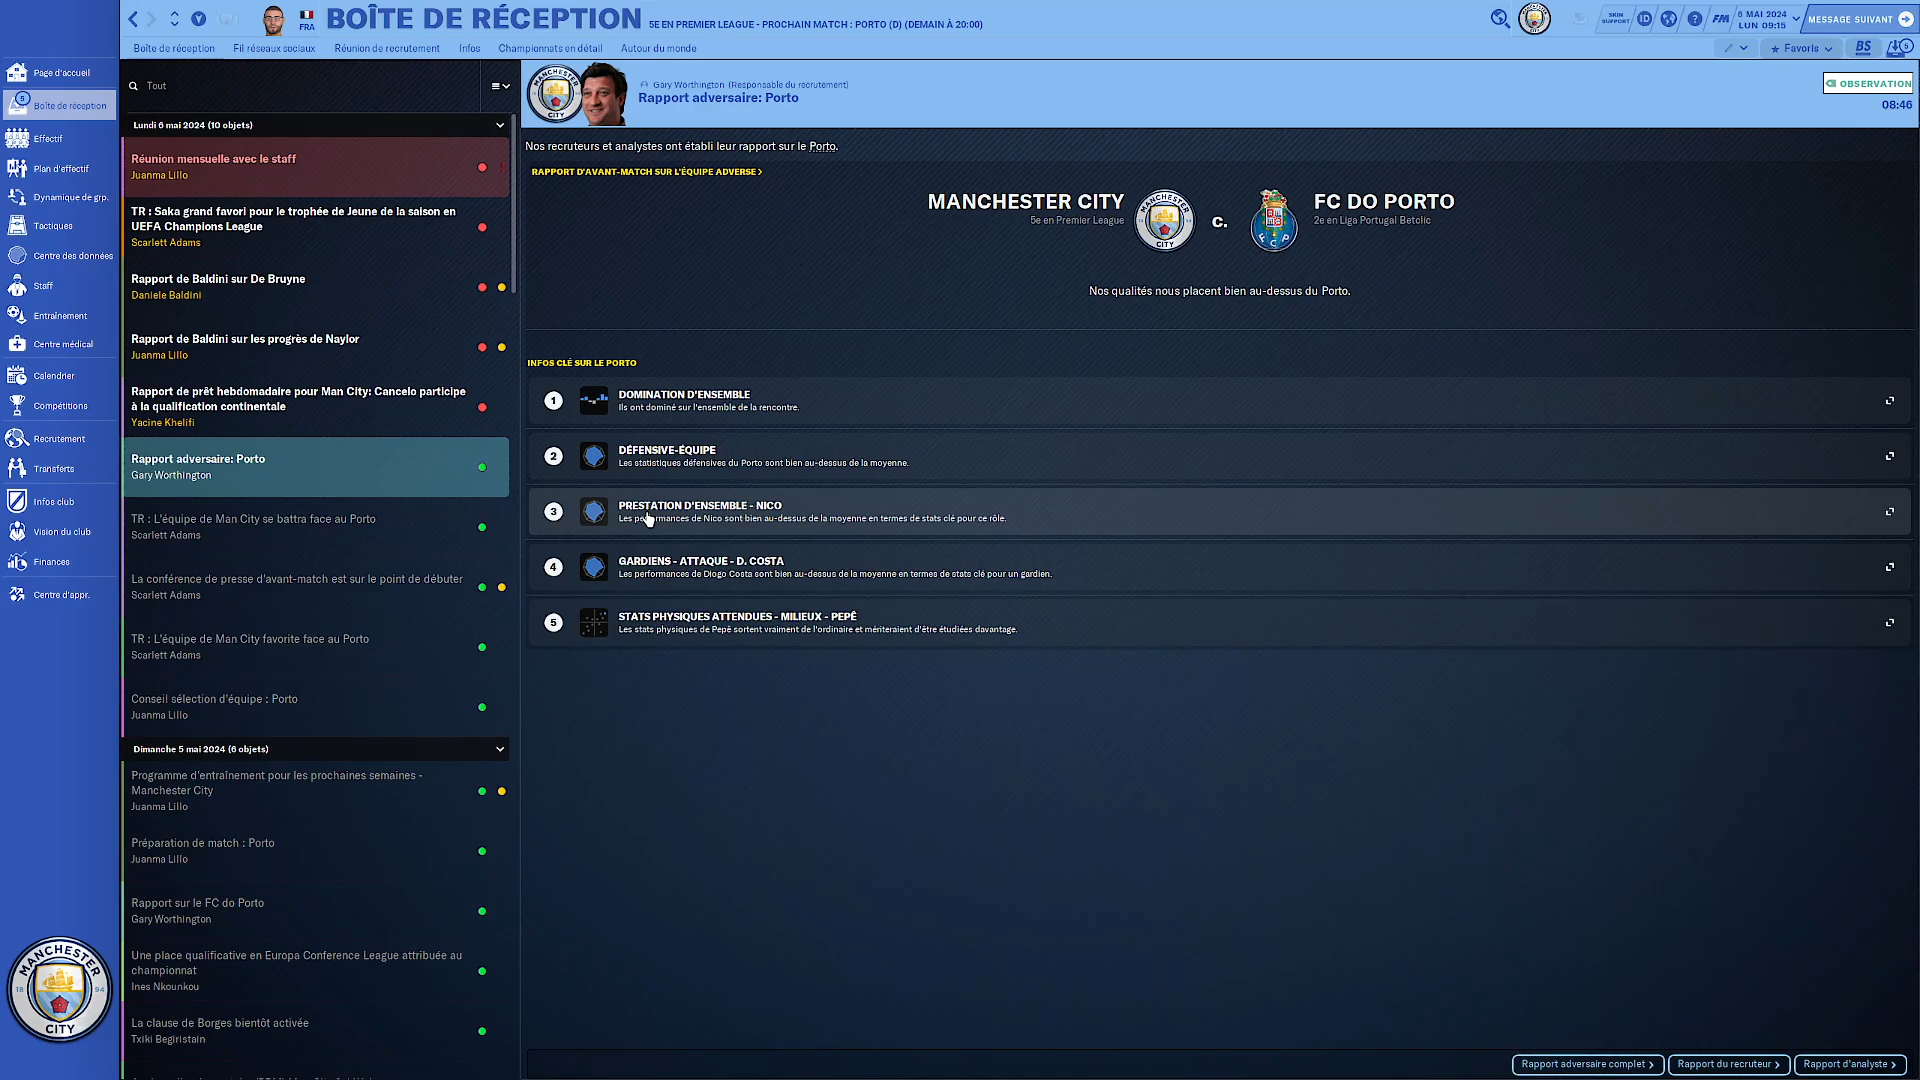 BOÎTE DE RÉCEPTION
5E EN PREMIER LEAGUE - PROCHAIN MATCH : PORTO (D) (DEMAIN À 20:00)
FRA
SKIN SUPPORT
ID
FM
6 MAI 2024
LUN 09:15
MESSAGE SUIVANT
Boîte de réception
Fil réseaux sociaux
Réunion de recrutement
Infos
Championnats en détail
Autour du monde
Favoris
BS
5
Page d'accueil
5
Boîte de réception
Effectif
Plan d'effectif
Dynamique de grp.
Tactiques
Centre des données
Staff
Entraînement
Centre médical
Calendrier
Compétitions
Recrutement
Transferts
Infos club
Vision du club
Finances
Centre d'appr.
MANCHESTER
18 94
CITY
Tout
Lundi 6 mai 2024 (10 objets)
Réunion mensuelle avec le staff
Juanma Lillo
TR : Saka grand favori pour le trophée de Jeune de la saison en
UEFA Champions League
Scarlett Adams
Rapport de Baldini sur De Bruyne
Daniele Baldini
Rapport de Baldini sur les progrès de Naylor
Juanma Lillo
Rapport de prêt hebdomadaire pour Man City: Cancelo participe
à la qualification continentale
Yacine Khelifi
Rapport adversaire: Porto
Gary Worthington
TR : L'équipe de Man City se battra face au Porto
Scarlett Adams
La conférence de presse d'avant-match est sur le point de débuter
Scarlett Adams
TR : L'équipe de Man City favorite face au Porto
Scarlett Adams
Conseil sélection d'équipe : Porto
Juanma Lillo
Dimanche 5 mai 2024 (6 objets)
Programme d'entraînement pour les prochaines semaines -
Manchester City
Juanma Lillo
Préparation de match : Porto
Juanma Lillo
Rapport sur le FC do Porto
Gary Worthington
Une place qualificative en Europa Conference League attribuée au
championnat
Ines Nkounkou
La clause de Borges bientôt activée
Txiki Begiristain
MANCHESTER
CITY
Gary Worthington (Responsable du recrutement)
Rapport adversaire: Porto
OBSERVATION
08:46
Nos recruteurs et analystes ont établi leur rapport sur le Porto.
RAPPORT D'AVANT-MATCH SUR L'ÉQUIPE ADVERSE >
MANCHESTER CITY
5e en Premier League
MANCHESTER
CITY
c.
FCP
FC DO PORTO
2e en Liga Portugal Betclic
Nos qualités nous placent bien au-dessus du Porto.
INFOS CLÉ SUR LE PORTO
1
DOMINATION D'ENSEMBLE
Ils ont dominé sur l'ensemble de la rencontre.
2
DÉFENSIVE-ÉQUIPE
Les statistiques défensives du Porto sont bien au-dessus de la moyenne.
3
PRESTATION D'ENSEMBLE - NICO
Les performances de Nico sont bien au-dessus de la moyenne en termes de stats clé pour ce rôle.
4
GARDIENS - ATTAQUE - D. COSTA
Les performances de Diogo Costa sont bien au-dessus de la moyenne en termes de stats clé pour un gardien.
5
STATS PHYSIQUES ATTENDUES - MILIEUX - PEPÊ
Les stats physiques de Pepê sortent vraiment de l'ordinaire et mériteraient d'être étudiées davantage.
Rapport adversaire complet >
Rapport du recruteur >
Rapport d'analyste >